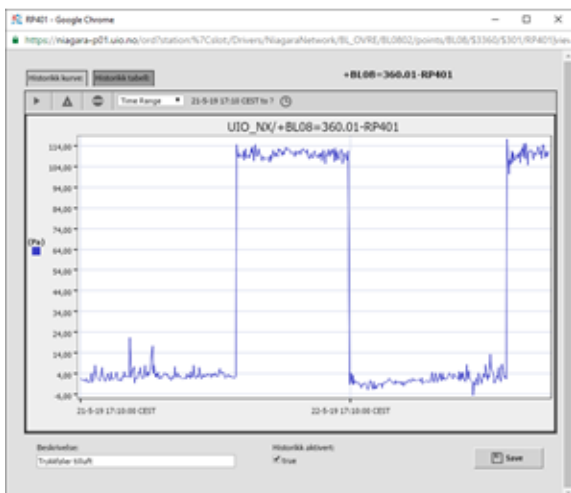 RP401 - Google Chrome
https://niagara-p01.uio.no/ord?station:%7Cslot:/Drivers/NiagaraNetwork/BL_OVRE/BL0802/points/BL08/$3360/$301/RP401|view
Historikk kurve:
Historikk tabell:
+BL08=360.01-RP401
Time Range
21-5-19 17:10 CEST to ?
UIO_NX/+BL08=360.01-RP401
114,00
104,00
94,00
84,00
74,00
(Pa)
64,00
54,00
44,00
34,00
24,00
14,00
4,00
-6,00
21-5-19 17:10:00 CEST
22-5-19 17:10:00 CEST
Beskrivelse:
Historikk aktivert:
Trykkføler tilluft
true
Save